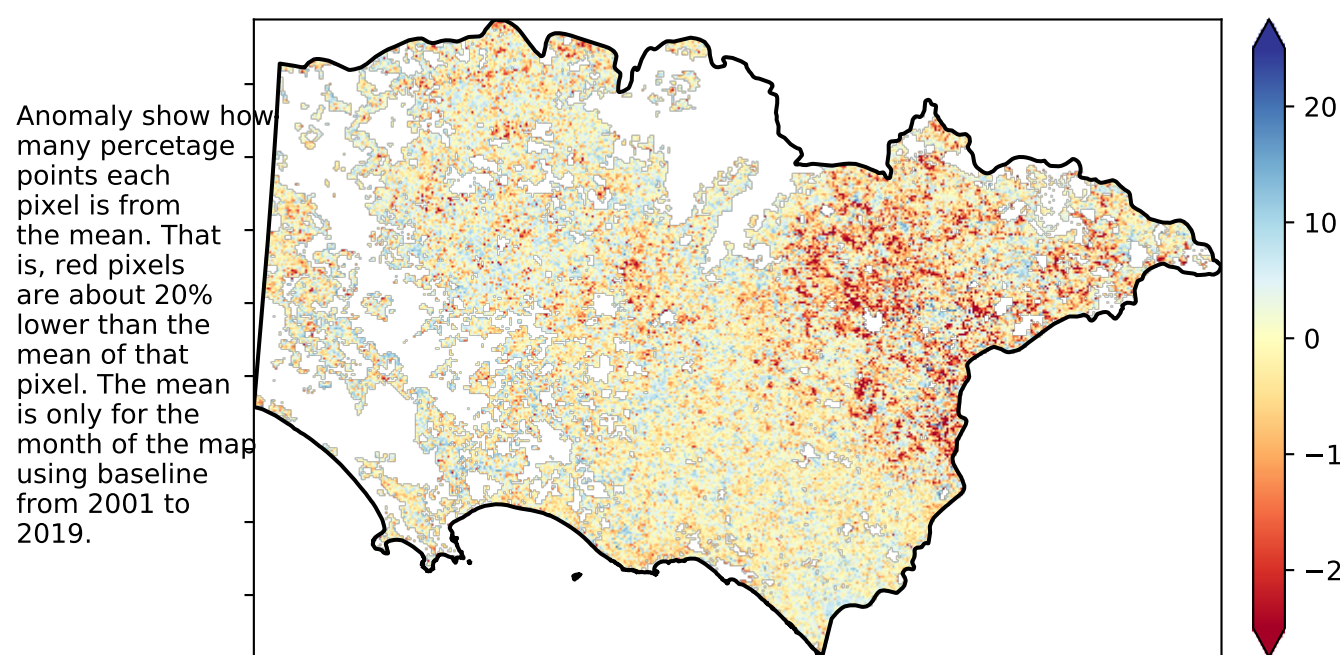 Anomaly show how
many percetage
points each
pixel is from
the mean. That
is, red pixels
are about 20%
lower than the
mean of that
pixel. The mean
is only for the
month of the map
using baseline
from 2001 to
2019.
20
10
0
−1
−2